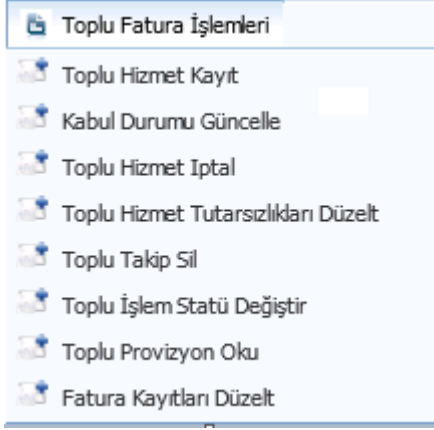 Toplu Fatura İşlemleri
Toplu Hizmet Kayıt
Kabul Durumu Güncelle
Toplu Hizmet Iptal
Toplu Hizmet Tutarsızlıkları Düzelt
Toplu Takip Sil
Toplu İşlem Statü Değiştir
Toplu Provizyon Oku
Fatura Kayıtları Düzelt